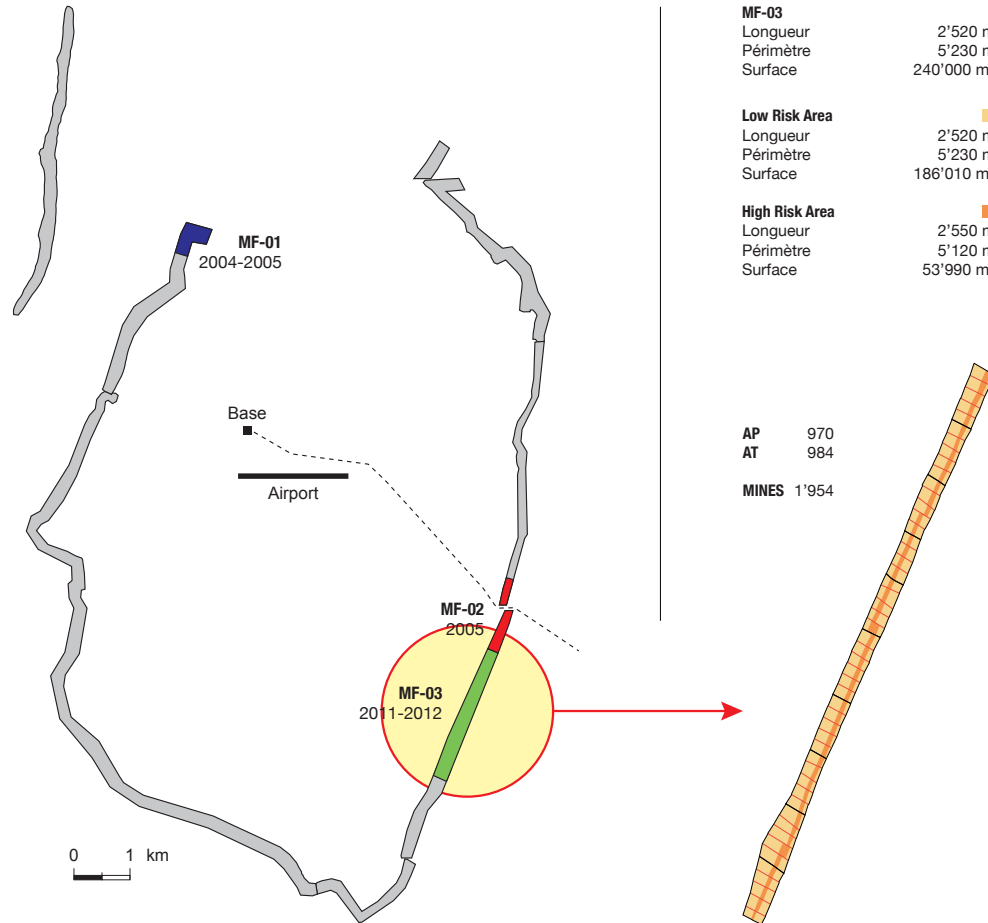 MF-01
2004-2005
Base
Airport
MF-02
2005
MF-03
2011-2012
0 1 km
MF-03
Longueur 2’520 m
Périmètre 5’230 m
Surface 240’000 m
Low Risk Area
Longueur 2’520 m
Périmètre 5’230 m
Surface 186’010 m
High Risk Area
Longueur 2’550 m
Périmètre 5’120 m
Surface 53’990 m
AP 970
AT 984
MINES 1’954